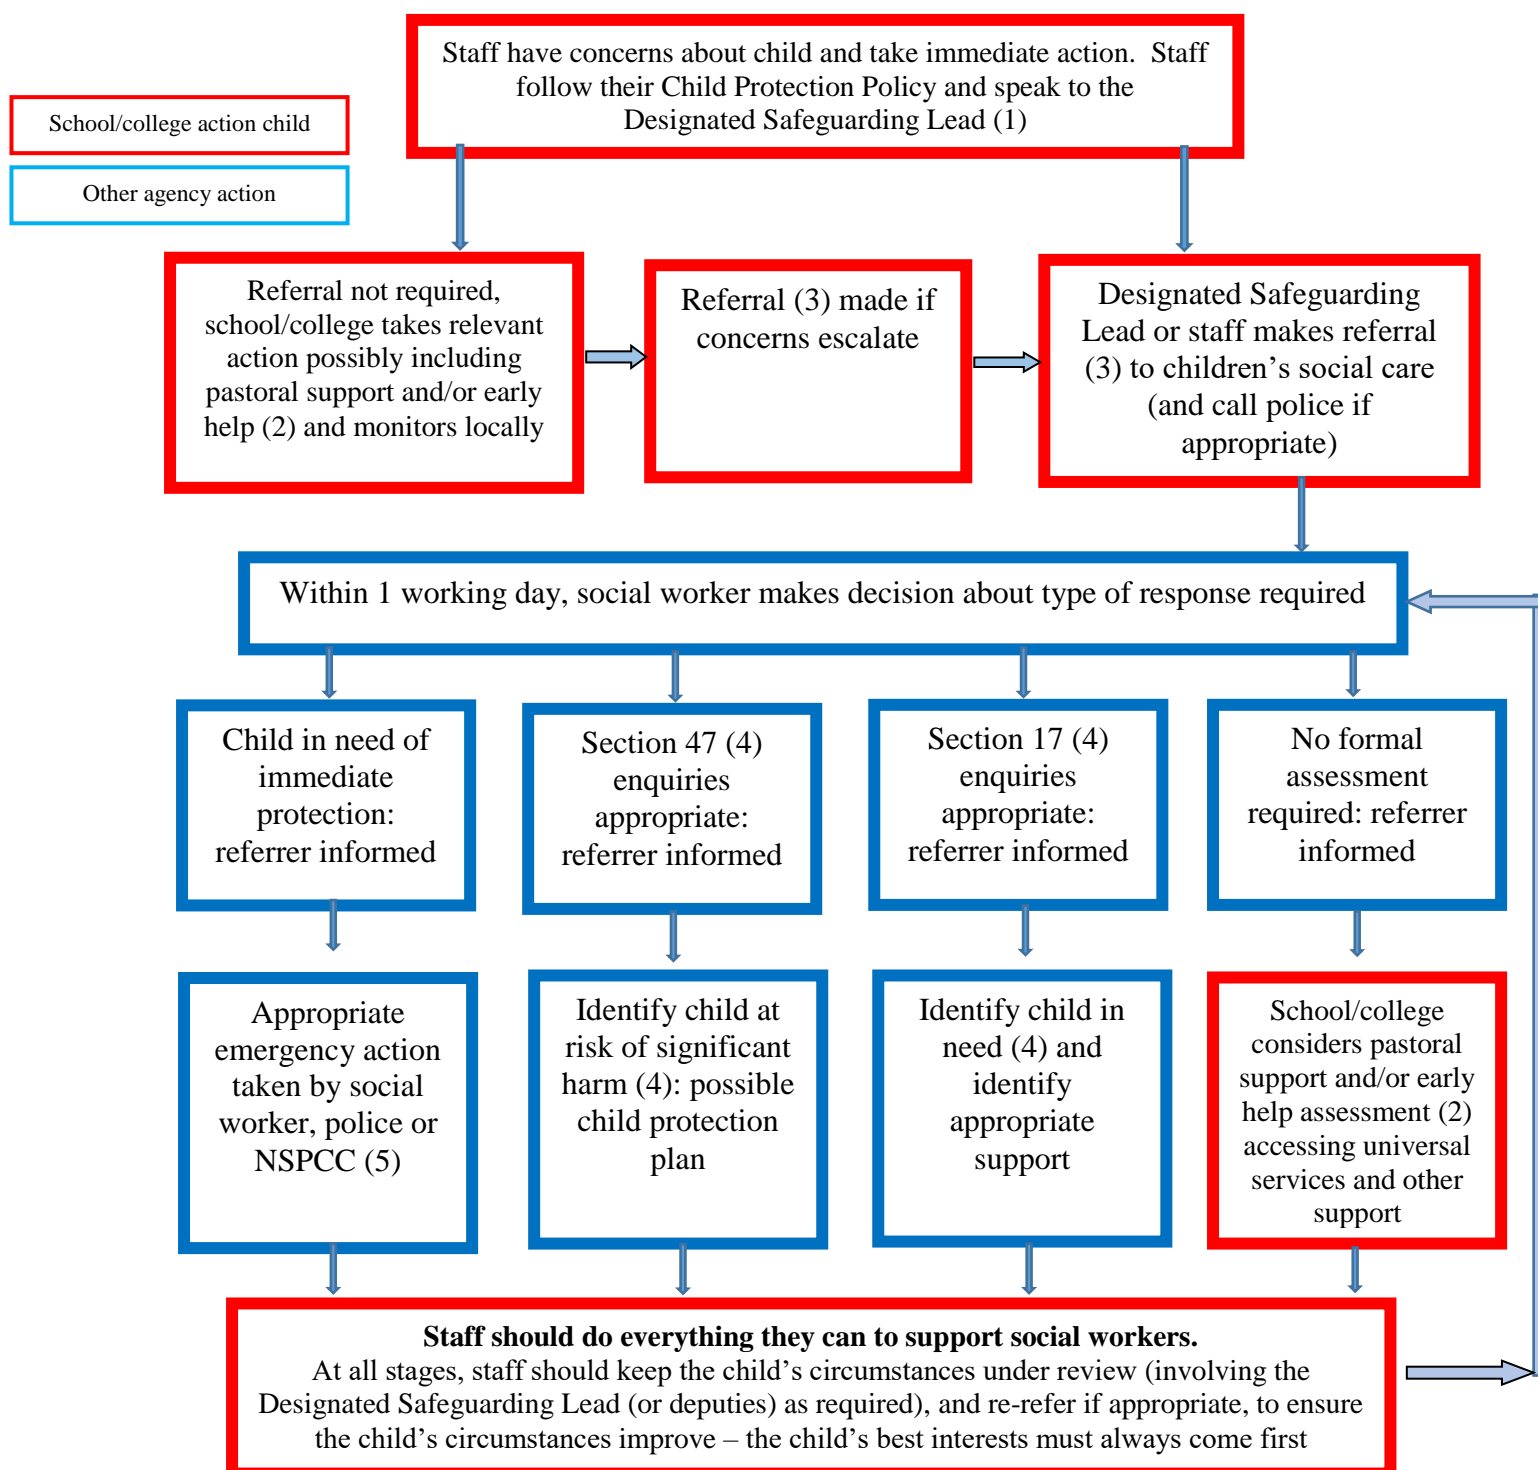 Staff have concerns about child and take immediate action.  Staff
follow their Child Protection Policy and speak to the
Designated Safeguarding Lead (1)
School/college action child
Other agency action
Referral not required,
school/college takes relevant
action possibly including
pastoral support and/or early
help (2) and monitors locally
Referral (3) made if
concerns escalate
Designated Safeguarding
Lead or staff makes referral
(3) to children’s social care
(and call police if
appropriate)
Within 1 working day, social worker makes decision about type of response required
Child in need of
immediate
protection:
referrer informed
Section 47 (4)
enquiries
appropriate:
referrer informed
Section 17 (4)
enquiries
appropriate:
referrer informed
No formal
assessment
required: referrer
informed
Appropriate
emergency action
taken by social
worker, police or
NSPCC (5)
Identify child at
risk of significant
harm (4): possible
child protection
plan
Identify child in
need (4) and
identify
appropriate
support
School/college
considers pastoral
support and/or early
help assessment (2)
accessing universal
services and other
support
Staff should do everything they can to support social workers.
At all stages, staff should keep the child’s circumstances under review (involving the
Designated Safeguarding Lead (or deputies) as required), and re-refer if appropriate, to ensure
the child’s circumstances improve – the child’s best interests must always come first